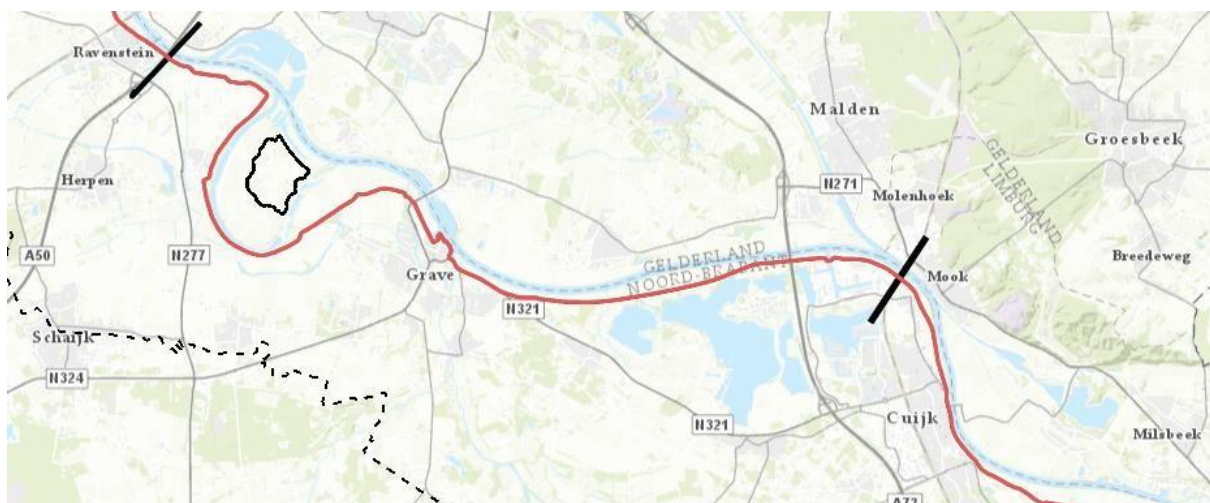 Ravenstein
Malden
Groesbeek
Herpen
N271
Molenhoek
GELDERLAND
LIMBURG
A50
N277
Grave
GELDERLAND
NOORD-BRABANT
Mook
Breedeweg
N321
Schaijk
N324
N321
Cuijk
Milsbeek
A73